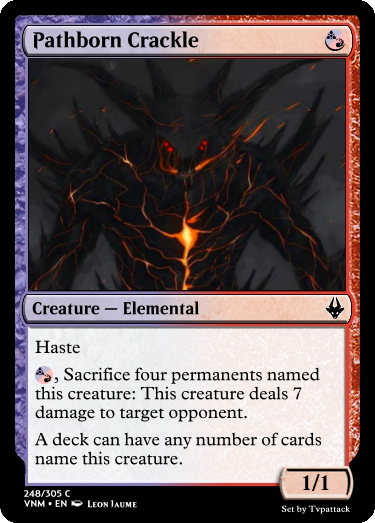 Pathborn Crackle
Creature — Elemental
Haste
, Sacrifice four permanents named
this creature: This creature deals 7
damage to target opponent.
A deck can have any number of cards
name this creature.
1/1
248/305 C
VNM • EN Leon Jaume
Set by Tvpattack